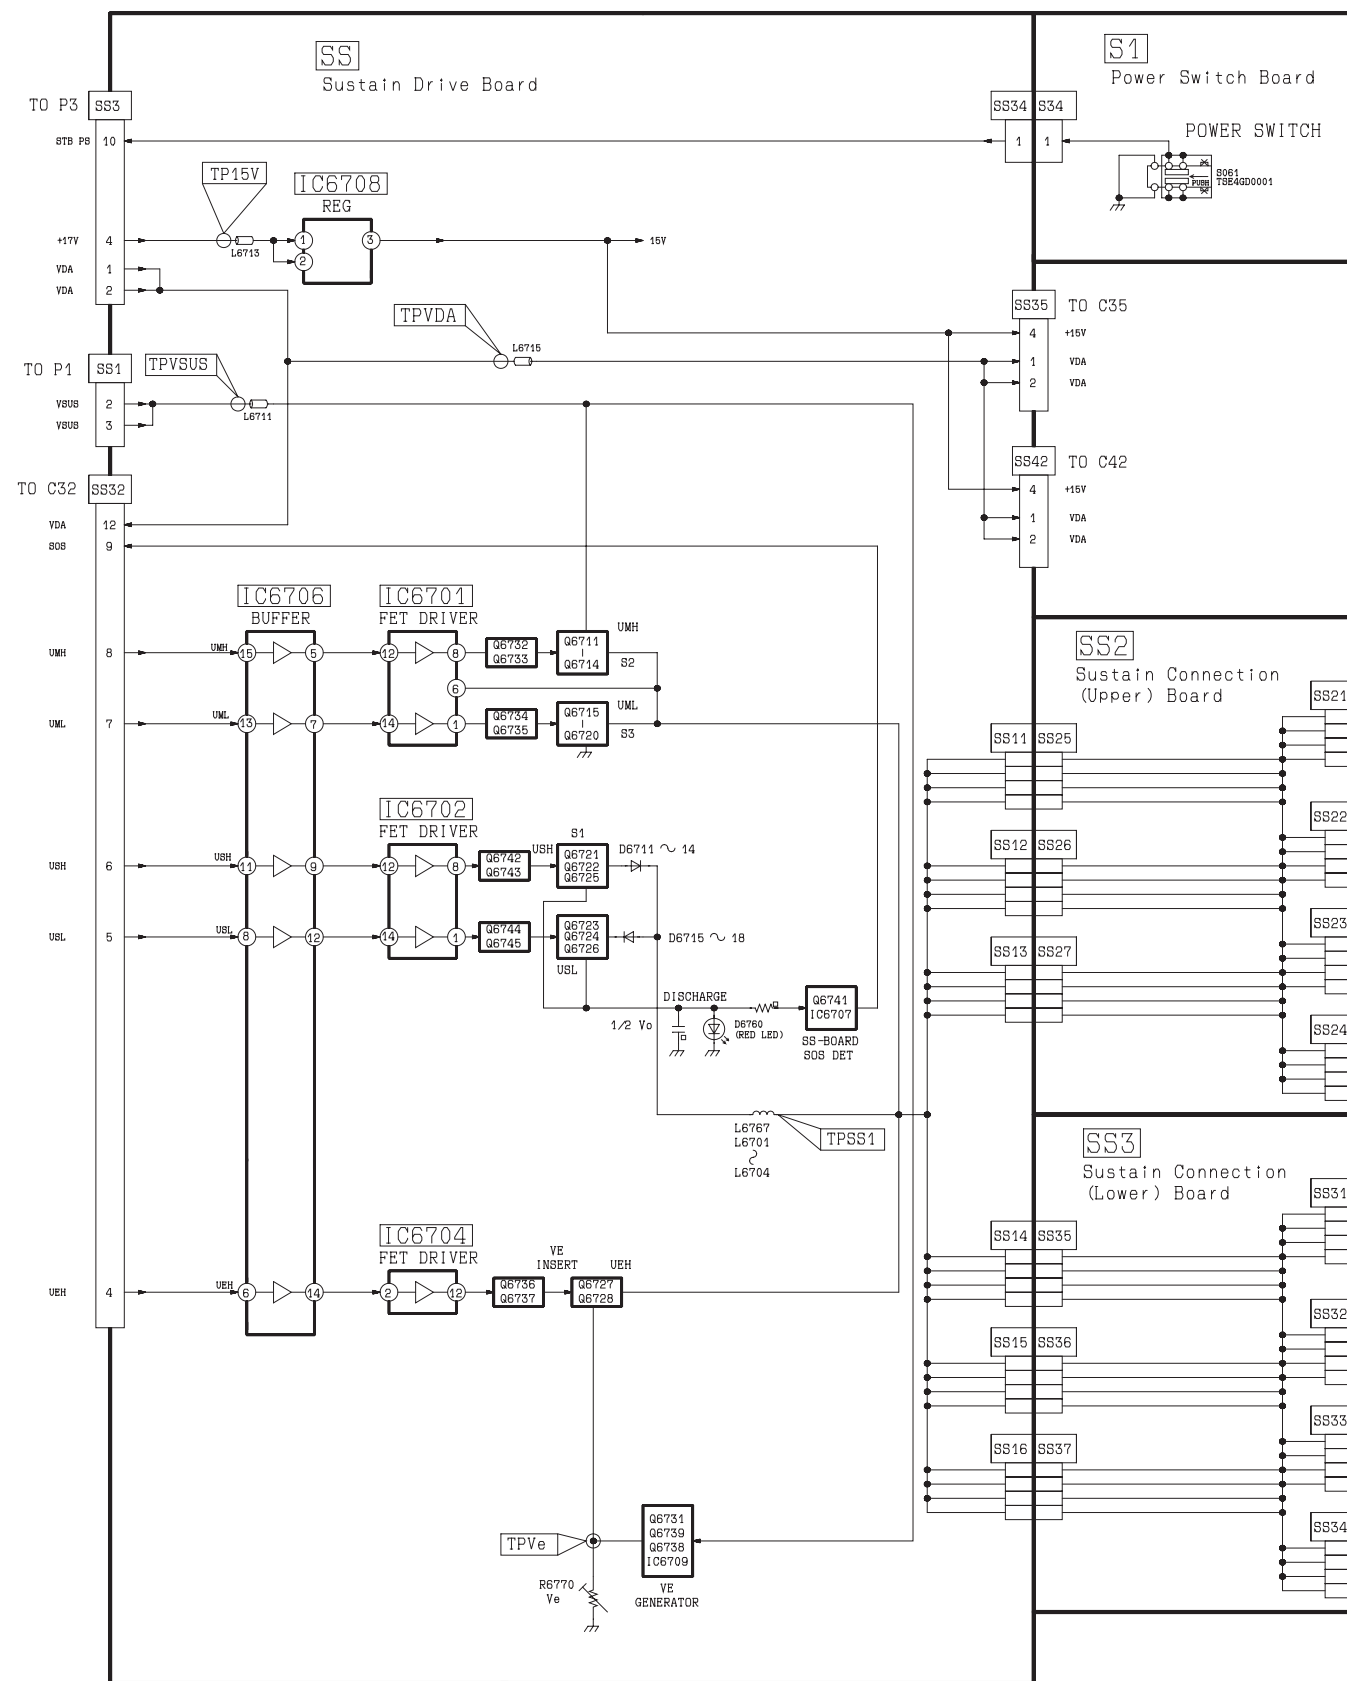 SS
Sustain Drive Board
S1
Power Switch Board
TO P3
SS3
SS34
S34
STB PS
10
1
1
POWER SWITCH
S061
TSE4GD0001
PUSH
TP15V
IC6708
REG
+17V
4
L6713
1
2
3
15V
VDA
1
VDA
2
TPVDA
L6715
SS35
TO C35
4
+15V
1
VDA
2
VDA
TO P1
SS1
TPVSUS
VSUS
2
VSUS
3
L6711
SS42
TO C42
4
+15V
1
VDA
2
VDA
TO C32
SS32
VDA
12
SOS
9
IC6706
BUFFER
IC6701
FET DRIVER
UMH
8
UMH
15
5
12
8
Q6732
Q6733
Q6711
Q6714
UMH
S2
6
UML
7
UML
13
7
14
1
Q6734
Q6735
Q6715
Q6720
UML
S3
IC6702
FET DRIVER
USH
6
USH
11
9
12
8
Q6742
Q6743
USH
S1
Q6721
Q6722
Q6725
D6711 ~ 14
USL
5
USL
8
12
14
1
Q6744
Q6745
Q6723
Q6724
Q6726
USL
D6715 ~ 18
DISCHARGE
1/2 Vo
D6760
(RED LED)
Q6741
IC6707
SS-BOARD
SOS DET
L6767
L6701
~
L6704
TPSS1
IC6704
FET DRIVER
UEH
4
UEH
6
14
2
12
Q6736
Q6737
VE
INSERT
UEH
Q6727
Q6728
TPVe
Q6731
Q6739
Q6738
IC6709
VE
GENERATOR
R6770
Ve
SS2
Sustain Connection
(Upper) Board
SS11
SS25
SS12
SS26
SS13
SS27
SS21
SS22
SS23
SS24
SS3
Sustain Connection
(Lower) Board
SS14
SS35
SS15
SS36
SS16
SS37
SS31
SS32
SS33
SS34